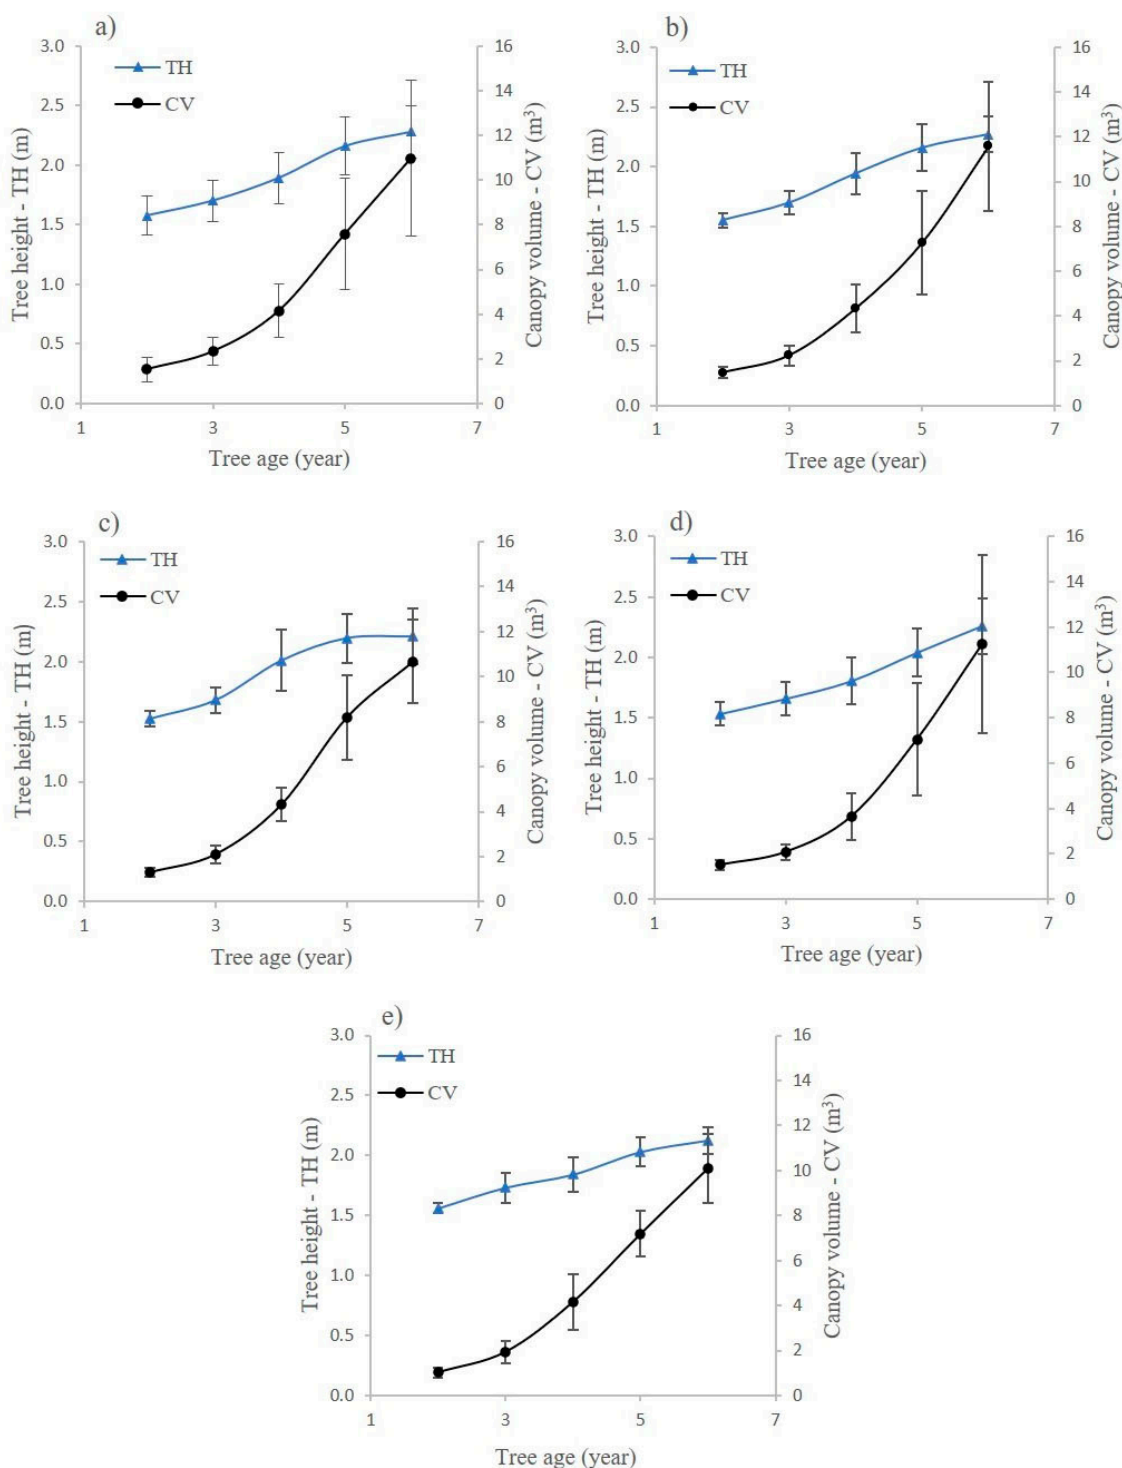 a)
3.0
2.5
2.0
1.5
1.0
0.5
0.0
Tree height - TH (m)
TH
CV
16
14
12
10
8
6
4
2
0
Canopy volume - CV (m³)
1 3 5 7
Tree age (year)
b)
3.0
2.5
2.0
1.5
1.0
0.5
0.0
Tree height - TH (m)
TH
CV
16
14
12
10
8
6
4
2
0
Canopy volume - CV (m³)
1 3 5 7
Tree age (year)
c)
3.0
2.5
2.0
1.5
1.0
0.5
0.0
Tree height - TH (m)
TH
CV
16
14
12
10
8
6
4
2
0
Canopy volume - CV (m³)
1 3 5 7
Tree age (year)
d)
3.0
2.5
2.0
1.5
1.0
0.5
0.0
Tree height - TH (m)
TH
CV
16
14
12
10
8
6
4
2
0
Canopy volume - CV (m³)
1 3 5 7
Tree age (year)
e)
3.0
2.5
2.0
1.5
1.0
0.5
0.0
Tree height - TH (m)
TH
CV
16
14
12
10
8
6
4
2
0
Canopy volume - CV (m³)
1 3 5 7
Tree age (year)